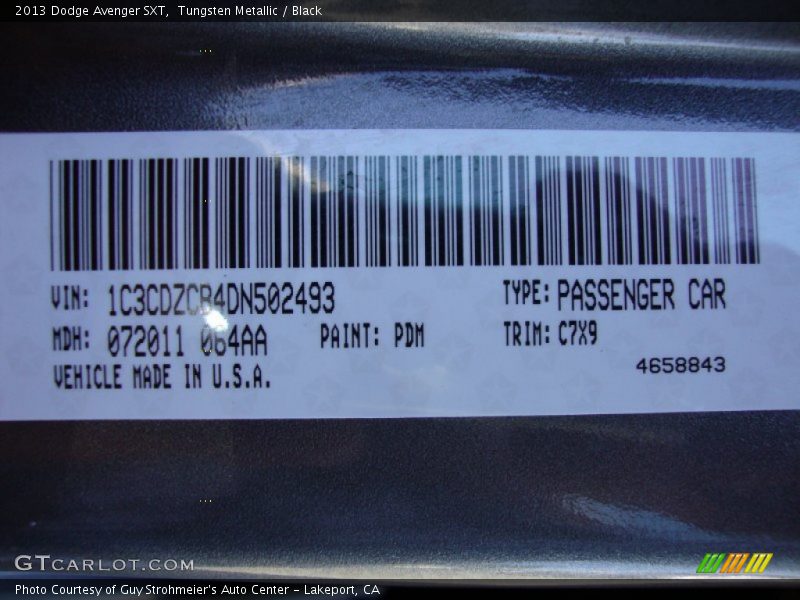 2013 Dodge Avenger SXT, Tungsten Metallic / Black
VIN: 1C3CDZCB4DN502493 TYPE: PASSENGER CAR
MDH: 072011 064AA PAINT: PDM TRIM: C7X9
VEHICLE MADE IN U.S.A. 4658843
GTCARLOT.COM
Photo Courtesy of Guy Strohmeier's Auto Center - Lakeport, CA